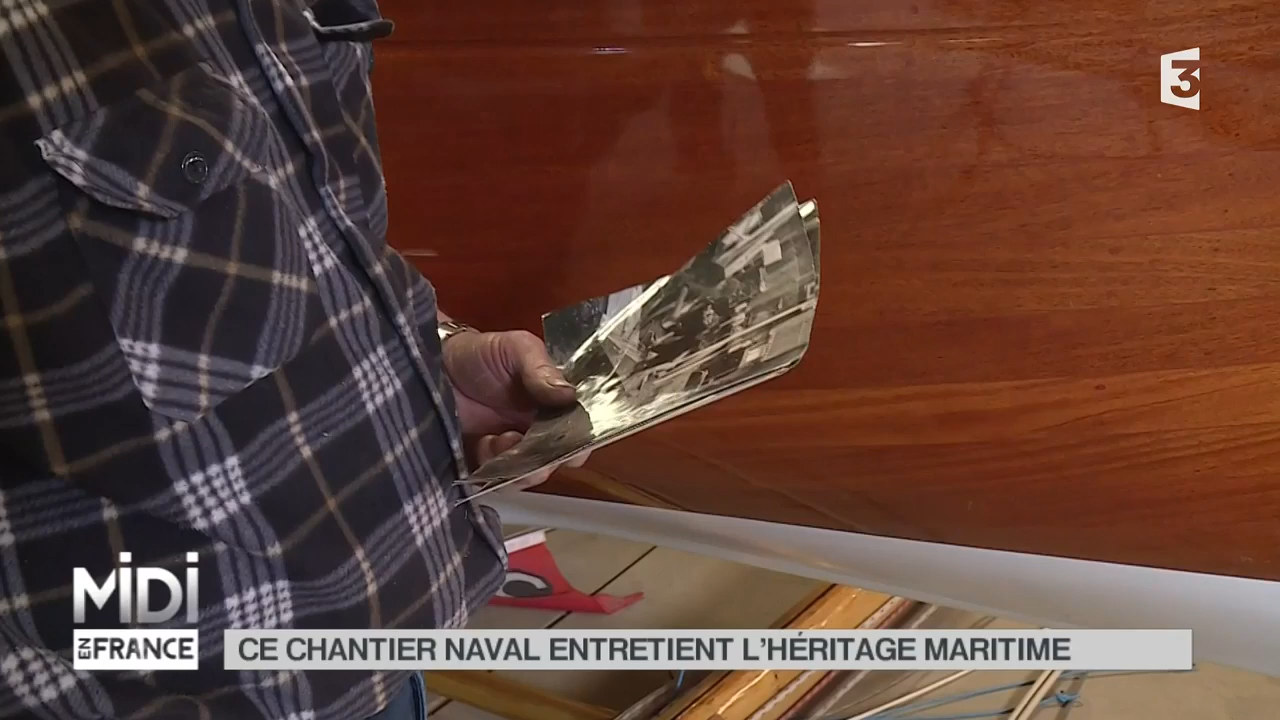 3
MiDi
EN FRANCE
CE CHANTIER NAVAL ENTRETIENT L'HÉRITAGE MARITIME